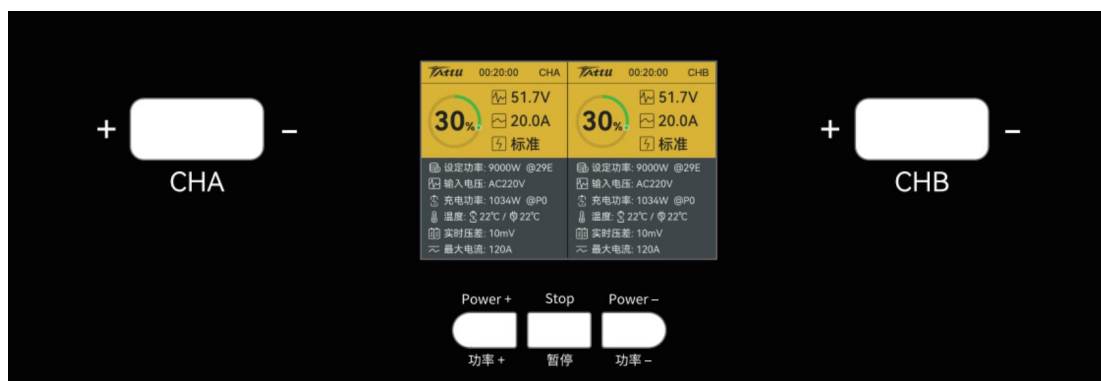 TATTU 00:20:00 CHA
30%
51.7V
20.0A
标准
设定功率: 9000W @29E
输入电压: AC220V
充电功率: 1034W @P0
温度: 22℃ / 22℃
实时压差: 10mV
最大电流: 120A
TATTU 00:20:00 CHB
30%
51.7V
20.0A
标准
设定功率: 9000W @29E
输入电压: AC220V
充电功率: 1034W @P0
温度: 22℃ / 22℃
实时压差: 10mV
最大电流: 120A
+ –
CHA
+ –
CHB
Power + Stop Power –
功率 + 暂停 功率 –